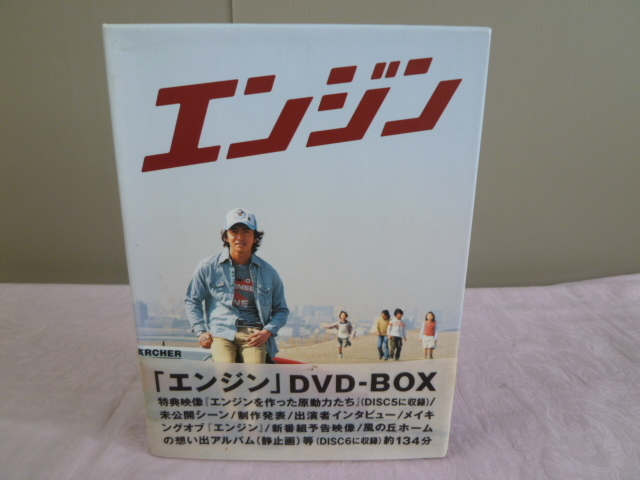 エンジン
ARCHER
「エンジン」DVD-BOX
特典映像『エンジンを作った原動力たち』(DISC5に収録)/
未公開シーン/制作発表/出演者インタビュー/メイキ
ングオブ『エンジン』/新番組予告映像/風の丘ホーム
の想い出アルバム(静止画)等(DISC6に収録)約134分